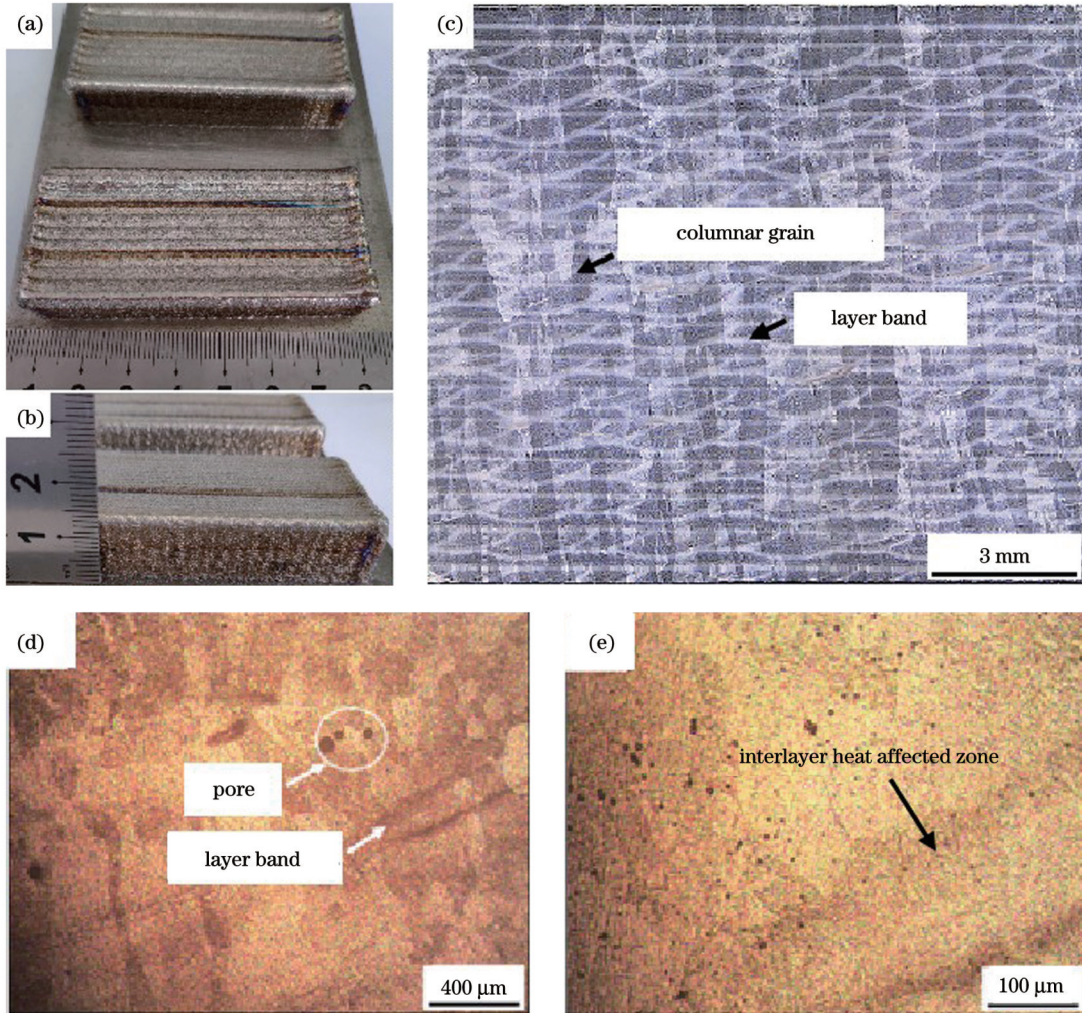 (a)
(c)
columnar grain
layer band
(b)
2
1
3 mm
(d)
pore
layer band
400 μm
(e)
interlayer heat affected zone
100 μm